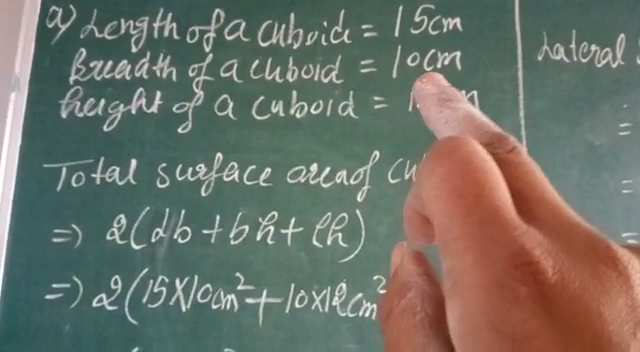 a) Length of a cuboid = 15cm
Breadth of a cuboid = 10cm
height of a cuboid =
Total surface area of
=> 2(lb+bh+lh)
=> 2(15X10cm²+10x12cm²
Lateral
=
=
=